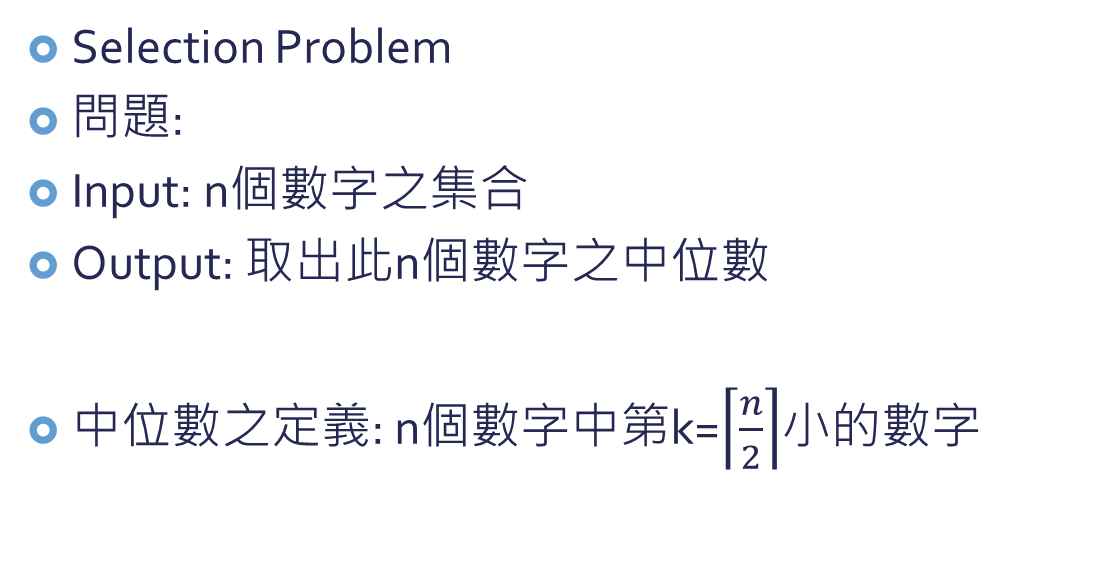 Selection Problem
問題:
Input: n個數字之集合
Output: 取出此n個數字之中位數
中位數之定義: n個數字中第k=⌈n/2⌉小的數字